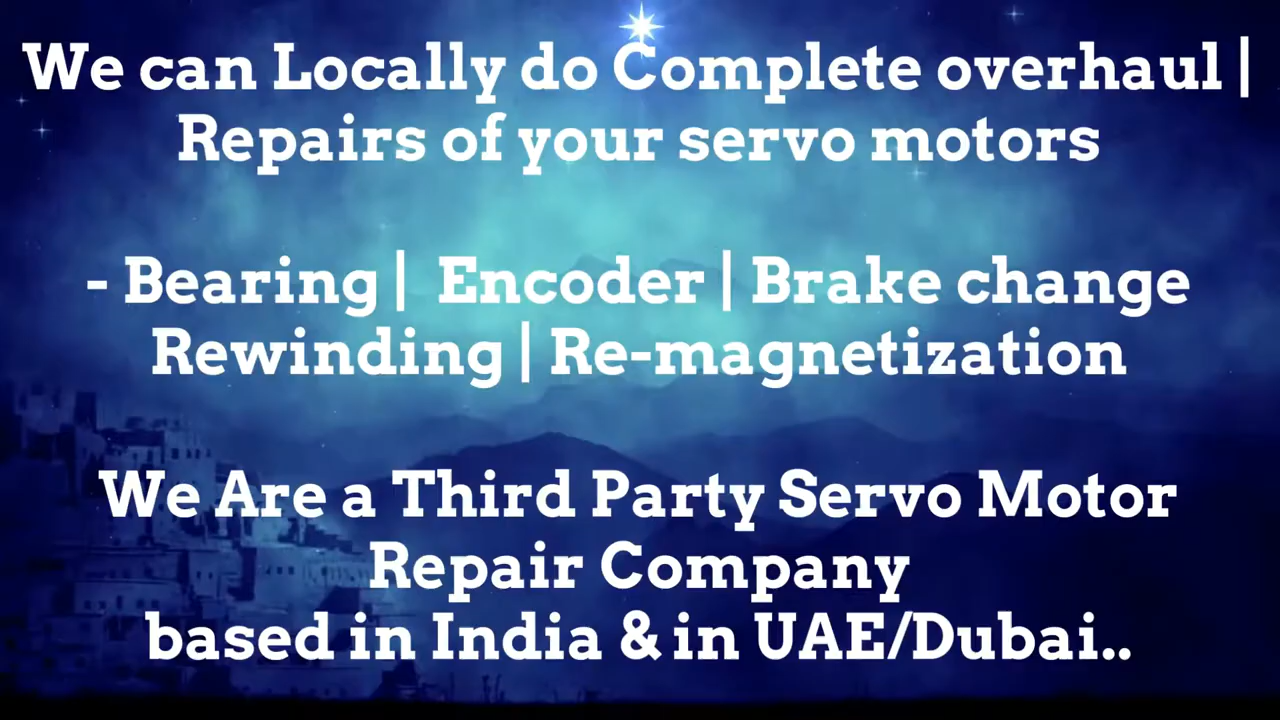 We can Locally do Complete overhaul |
Repairs of your servo motors
- Bearing | Encoder | Brake change
Rewinding | Re-magnetization
We Are a Third Party Servo Motor
Repair Company
based in India & in UAE/Dubai..